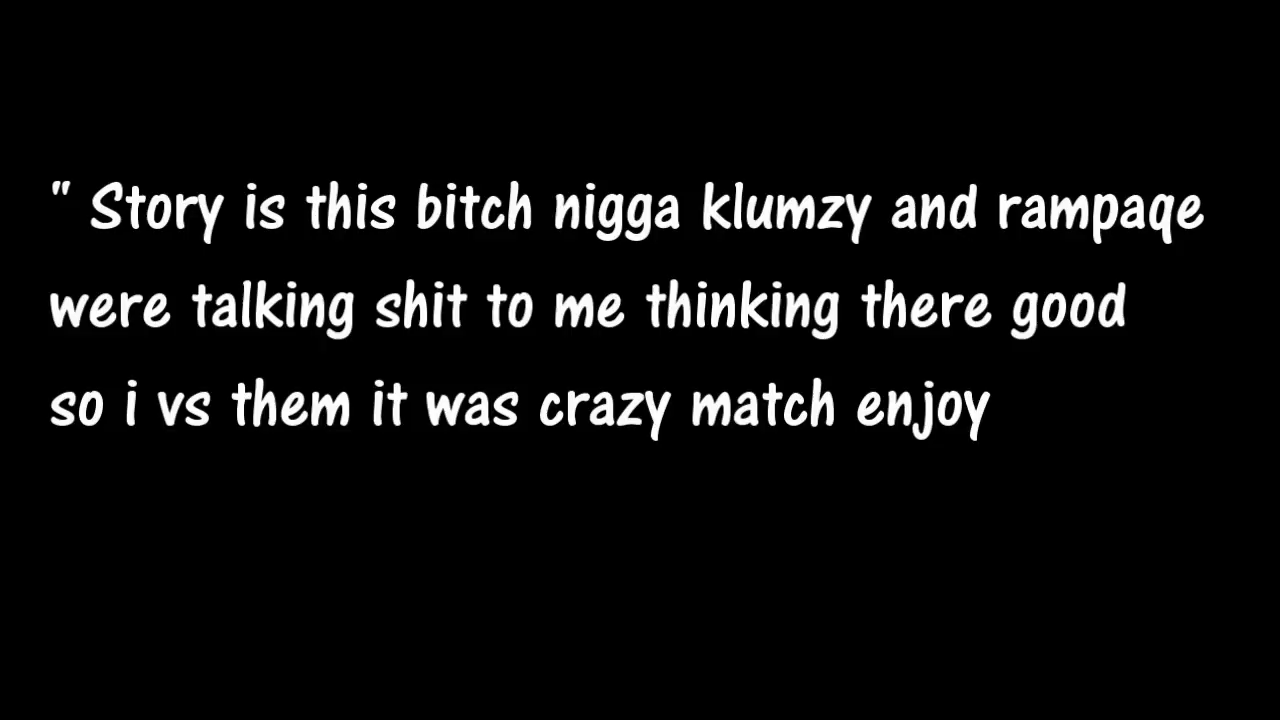 " Story is this bitch nigga klumzy and rampaqe
were talking shit to me thinking there good
so i vs them it was crazy match enjoy